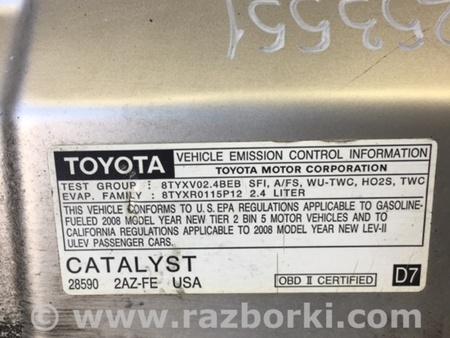 253551
TOYOTA
VEHICLE EMISSION CONTROL INFORMATION
TOYOTA MOTOR CORPORATION
TEST GROUP : 8TYXV02.4BEB SFI, A/FS, WU-TWC, HO2S, TWC
EVAP. FAMILY : 8TYXR0115P12 2.4 LITER
THIS VEHICLE CONFORMS TO U.S. EPA REGULATIONS APPLICABLE TO GASOLINE-
FUELED 2008 MODEL YEAR NEW TIER 2 BIN 5 MOTOR VEHICLES AND TO
CALIFORNIA REGULATIONS APPLICABLE TO 2008 MODEL YEAR NEW LEV-II
ULEV PASSENGER CARS.
CATALYST
28590 2AZ-FE USA
OBD II CERTIFIED
D7
© www.razborki.com